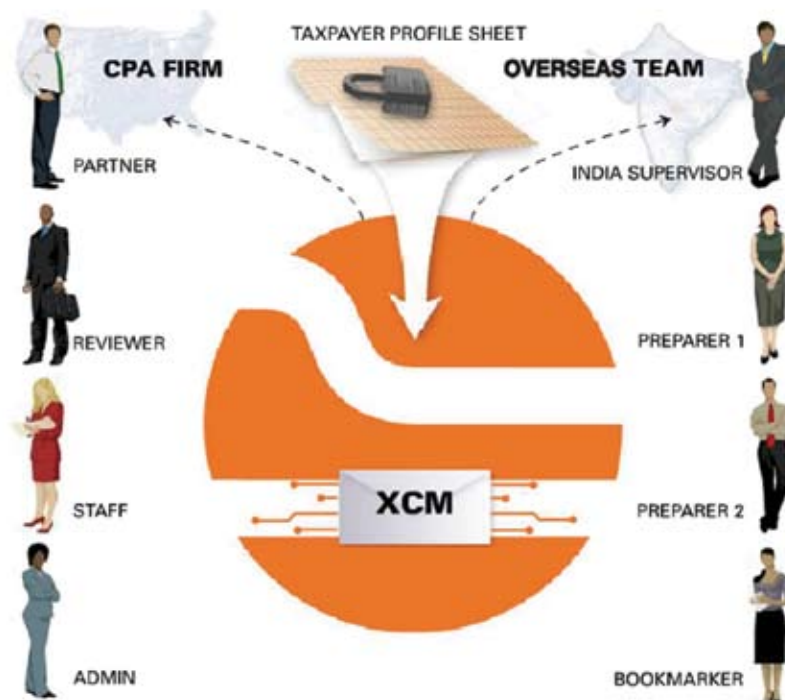 TAXPAYER PROFILE SHEET
CPA FIRM
OVERSEAS TEAM
PARTNER
INDIA SUPERVISOR
REVIEWER
PREPARER 1
STAFF
XCM
PREPARER 2
ADMIN
BOOKMARKER